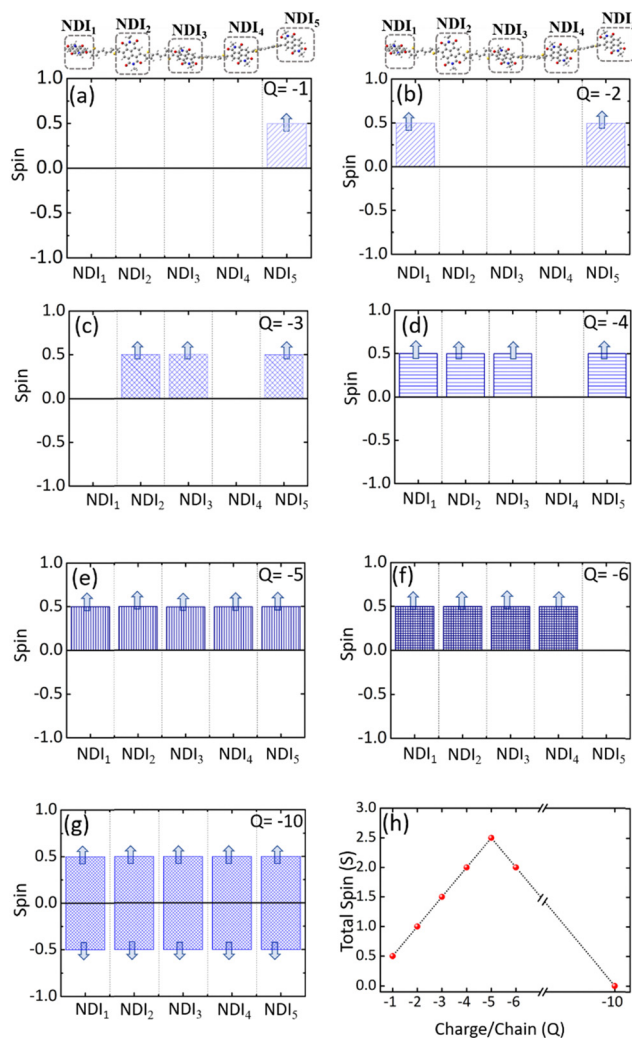 NDI₁ NDI₂ NDI₃ NDI₄ NDI₅
NDI₁ NDI₂ NDI₃ NDI₄ NDI
(a) Q= -1
1.0
0.5
0.0
-0.5
-1.0
Spin
NDI₁ NDI₂ NDI₃ NDI₄ NDI₅
(b) Q= -2
1.0
0.5
0.0
-0.5
-1.0
Spin
NDI₁ NDI₂ NDI₃ NDI₄ NDI₅
(c) Q= -3
1.0
0.5
0.0
-0.5
-1.0
Spin
NDI₁ NDI₂ NDI₃ NDI₄ NDI₅
(d) Q= -4
1.0
0.5
0.0
-0.5
-1.0
Spin
NDI₁ NDI₂ NDI₃ NDI₄ NDI₅
(e) Q= -5
1.0
0.5
0.0
-0.5
-1.0
Spin
NDI₁ NDI₂ NDI₃ NDI₄ NDI₅
(f) Q= -6
1.0
0.5
0.0
-0.5
-1.0
Spin
NDI₁ NDI₂ NDI₃ NDI₄ NDI₅
(g) Q= -10
1.0
0.5
0.0
-0.5
-1.0
Spin
NDI₁ NDI₂ NDI₃ NDI₄ NDI₅
(h)
3.0
2.5
2.0
1.5
1.0
0.5
0.0
Total Spin (S)
-1 -2 -3 -4 -5 -6 -10
Charge/Chain (Q)